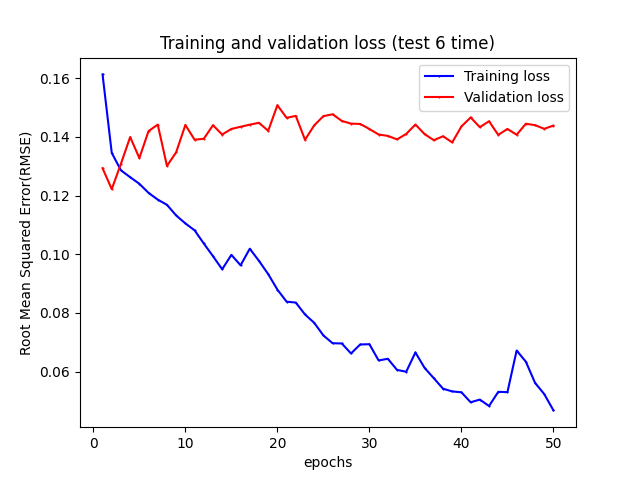 Training and validation loss (test 6 time)
Training loss
Validation loss
Root Mean Squared Error(RMSE)
0.16
0.14
0.12
0.10
0.08
0.06
0 10 20 30 40 50
epochs